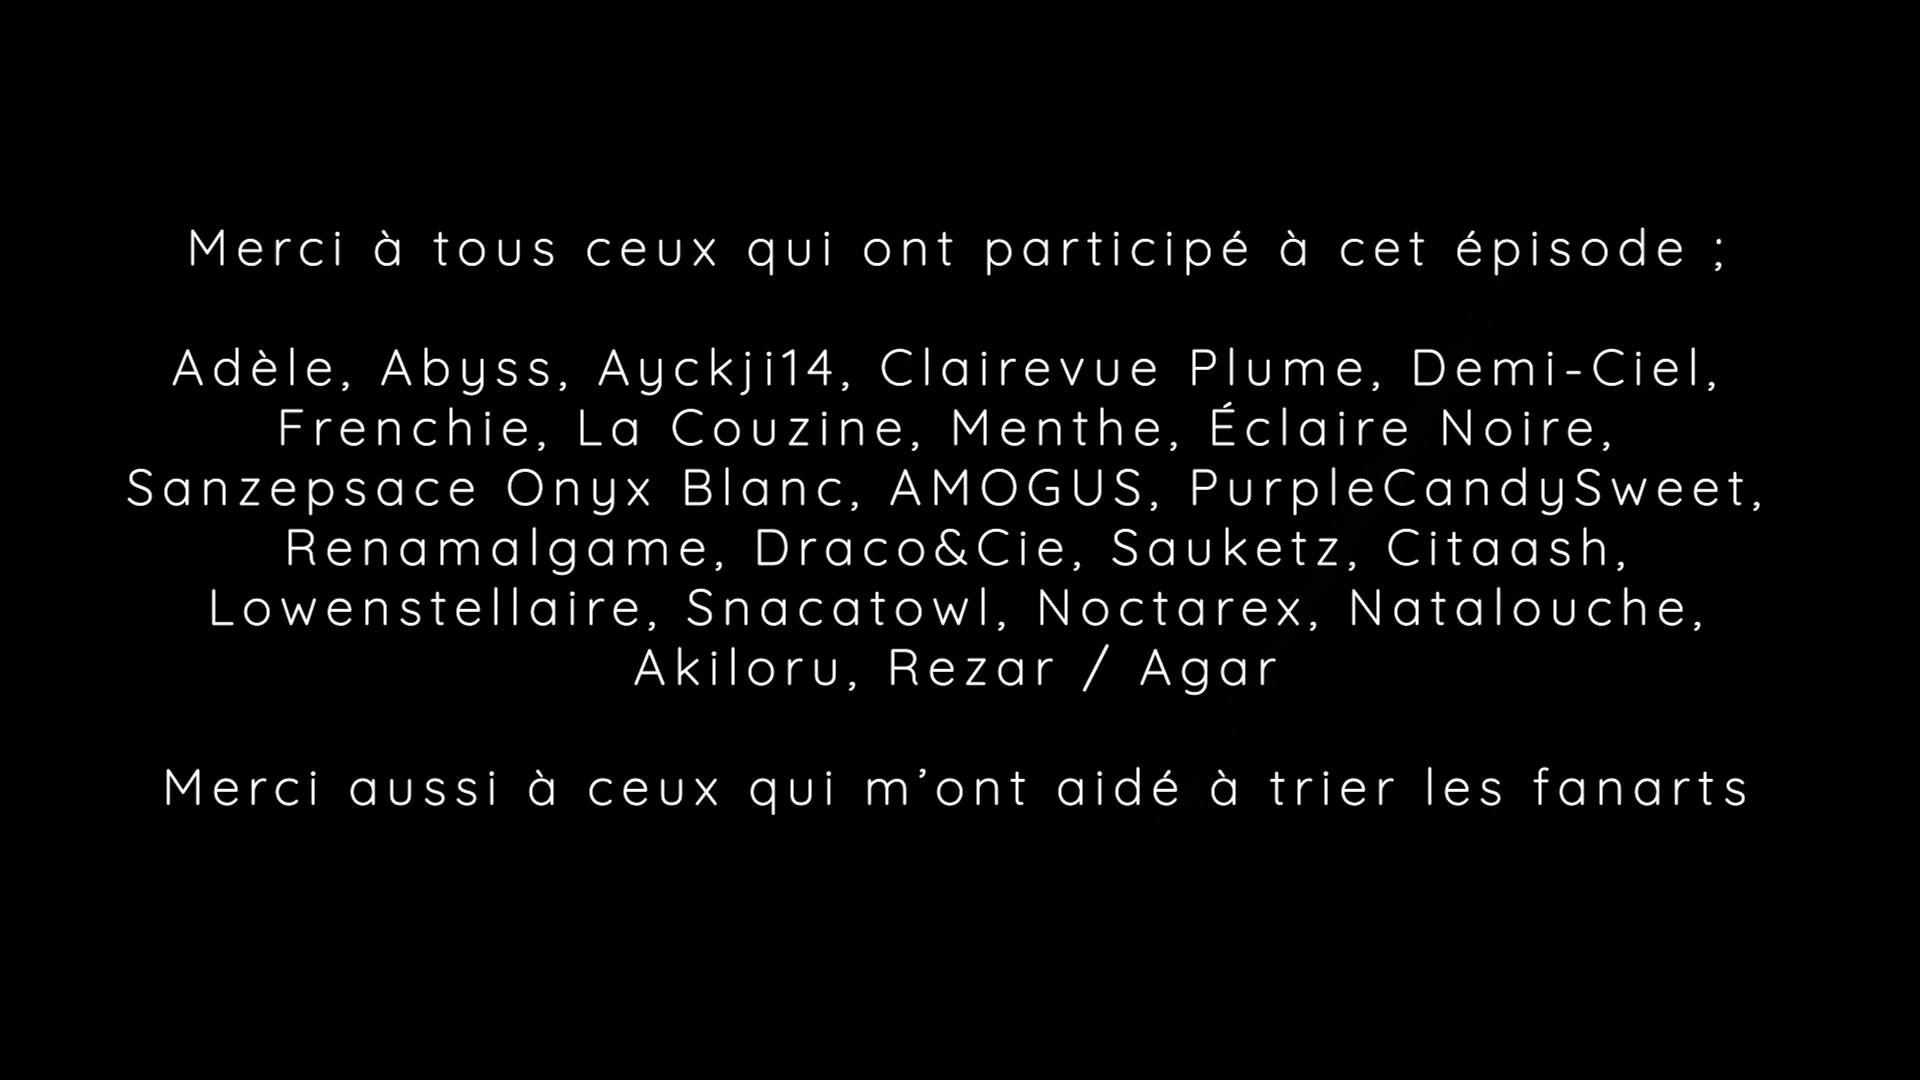 Merci à tous ceux qui ont participé à cet épisode ;
Adèle, Abyss, Ayckji14, Clairevue Plume, Demi-Ciel,
Frenchie, La Couzine, Menthe, Éclaire Noire,
Sanzepsace Onyx Blanc, AMOGUS, PurpleCandySweet,
Renamalgame, Draco&Cie, Sauketz, Citaash,
Lowenstellaire, Snacatowl, Noctarex, Natalouche,
Akiloru, Rezar / Agar
Merci aussi à ceux qui m’ont aidé à trier les fanarts